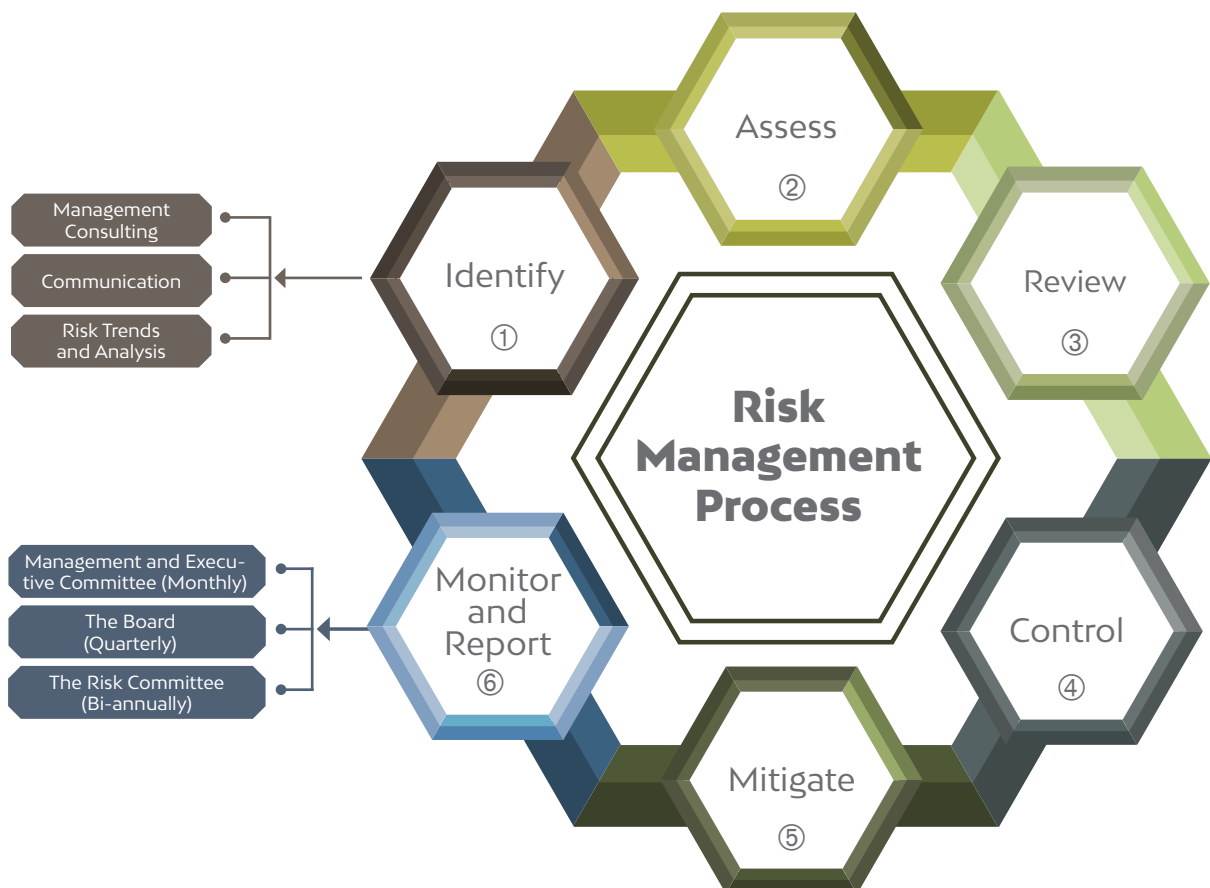 Assess
②
Management
Consulting
Communication
Risk Trends
and Analysis
Identify
①
Review
③
Risk
Management
Process
Management and Execu-
tive Committee (Monthly)
The Board
(Quarterly)
The Risk Committee
(Bi-annually)
Monitor
and
Report
⑥
Control
④
Mitigate
⑤